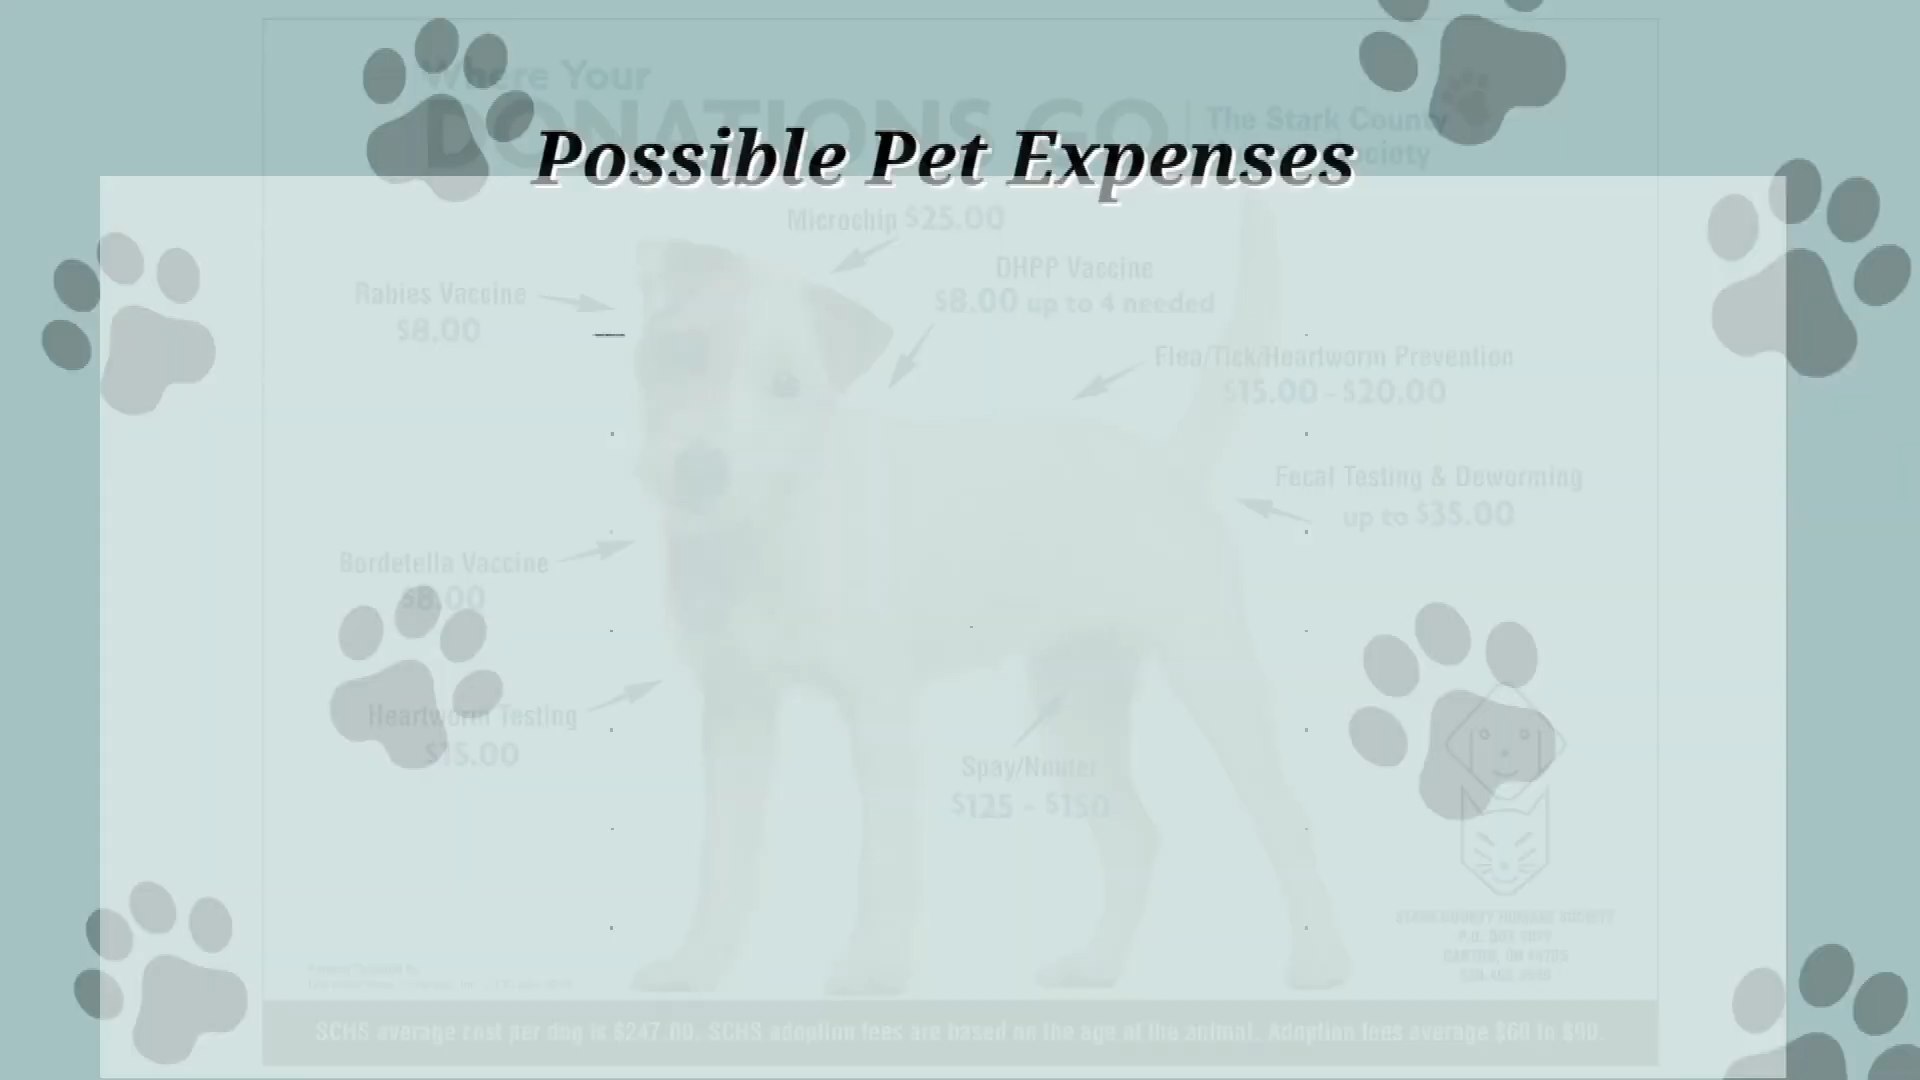 Where Your
DONATIONS GO
The Stark County
Possible Pet Expenses
Microchip $25.00
DHPP Vaccine
$8.00 up to 4 needed
Rabies Vaccine
$8.00
Flea/Tick/Heartworm Prevention
$15.00 - $20.00
Fecal Testing & Deworming
up to $35.00
Bordetella Vaccine
$8.00
Heartworm Testing
$15.00
Spay/Neuter
$125 - $150
STARK COUNTY HUMANE SOCIETY
SCHS average cost per dog is $247.00. SCHS adoption fees are based on the age of the animal. Adoption fees average $60 to $90.